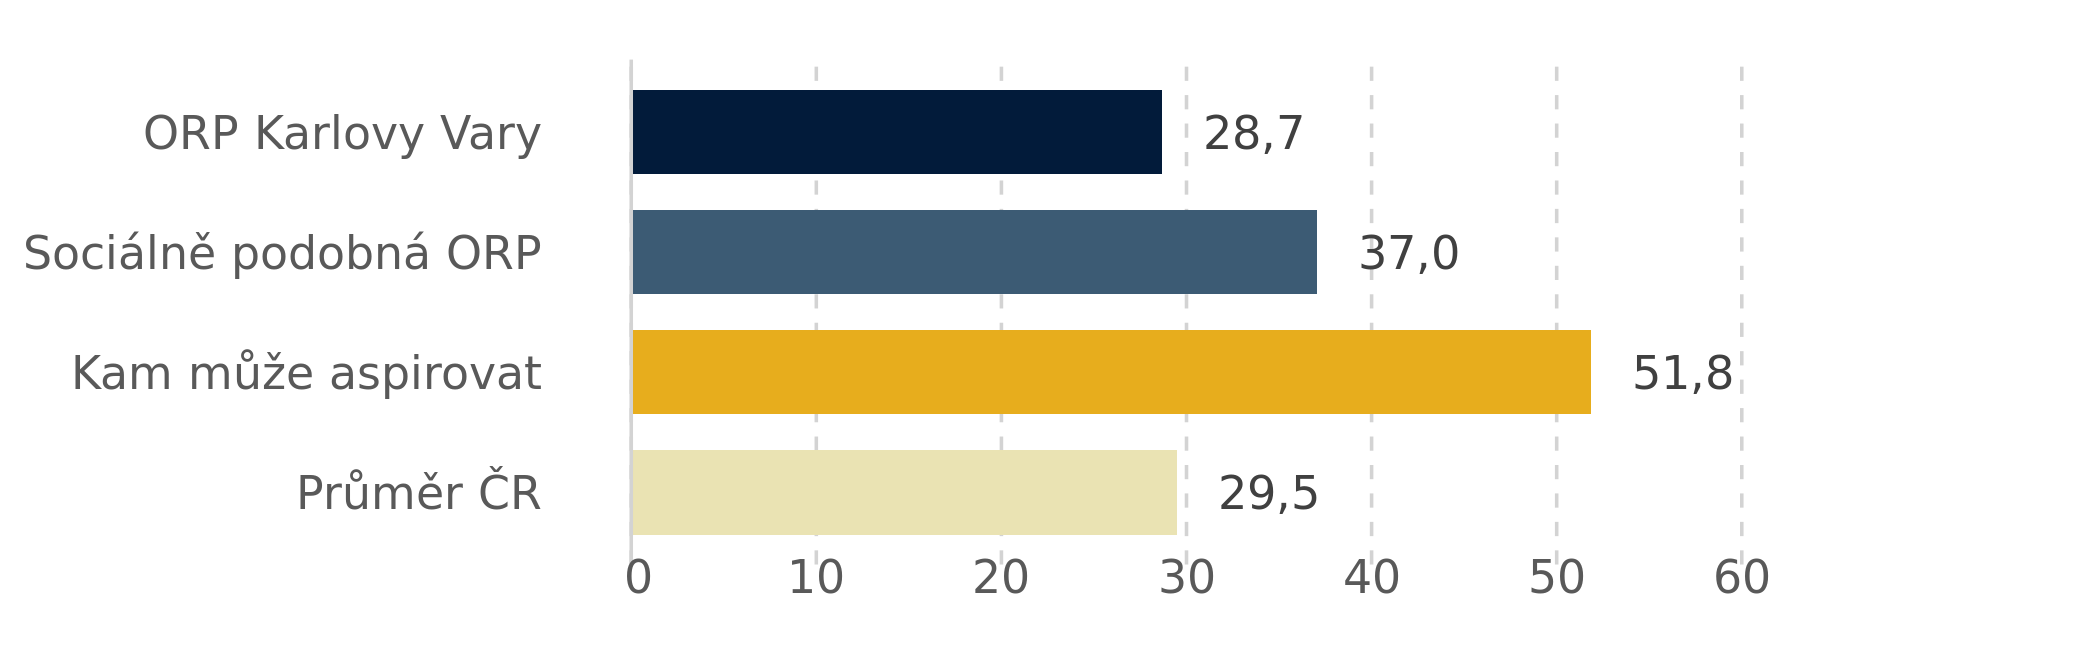 ORP Karlovy Vary 28,7
Sociálně podobná ORP 37,0
Kam může aspirovat 51,8
Průměr ČR 29,5
0 10 20 30 40 50 60